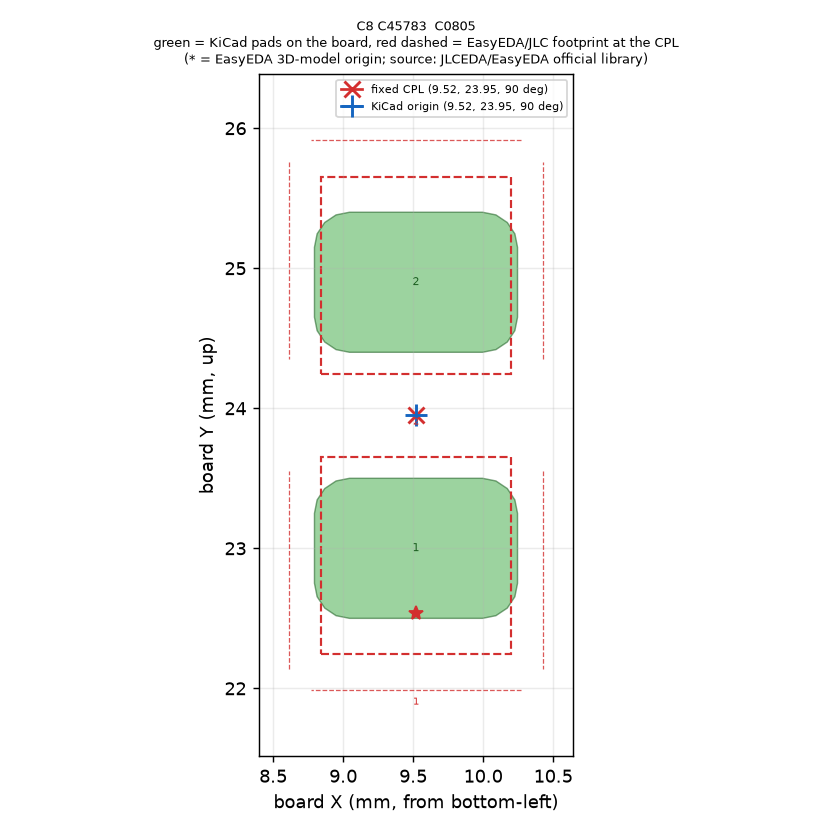 C8 C45783  C0805
green = KiCad pads on the board, red dashed = EasyEDA/JLC footprint at the CPL
(* = EasyEDA 3D-model origin; source: JLCEDA/EasyEDA official library)
fixed CPL (9.52, 23.95, 90 deg)
KiCad origin (9.52, 23.95, 90 deg)
26
25
24
23
22
board Y (mm, up)
2
1
1
8.5 9.0 9.5 10.0 10.5
board X (mm, from bottom-left)